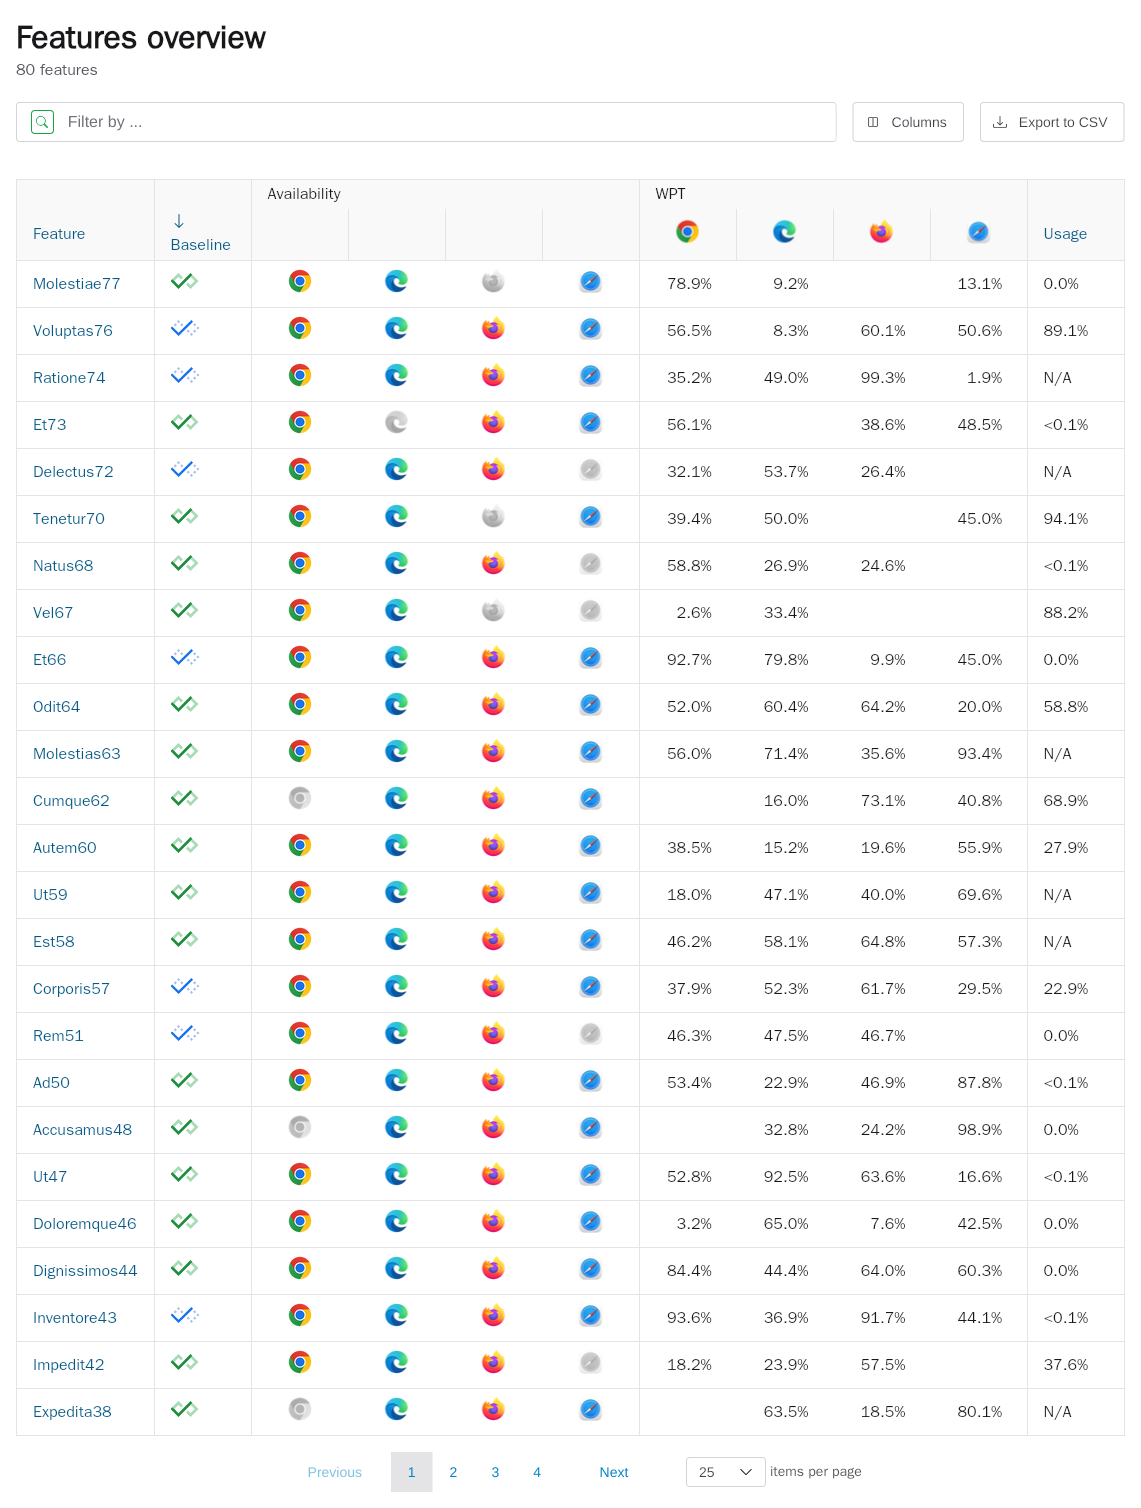 Features overview
80 features
Filter by ...
Columns
Export to CSV
Availability WPT
Feature Baseline Usage
Molestiae77 78.9% 9.2% 13.1% 0.0%
Voluptas76 56.5% 8.3% 60.1% 50.6% 89.1%
Ratione74 35.2% 49.0% 99.3% 1.9% N/A
Et73 56.1% 38.6% 48.5% <0.1%
Delectus72 32.1% 53.7% 26.4% N/A
Tenetur70 39.4% 50.0% 45.0% 94.1%
Natus68 58.8% 26.9% 24.6% <0.1%
Vel67 2.6% 33.4% 88.2%
Et66 92.7% 79.8% 9.9% 45.0% 0.0%
Odit64 52.0% 60.4% 64.2% 20.0% 58.8%
Molestias63 56.0% 71.4% 35.6% 93.4% N/A
Cumque62 16.0% 73.1% 40.8% 68.9%
Autem60 38.5% 15.2% 19.6% 55.9% 27.9%
Ut59 18.0% 47.1% 40.0% 69.6% N/A
Est58 46.2% 58.1% 64.8% 57.3% N/A
Corporis57 37.9% 52.3% 61.7% 29.5% 22.9%
Rem51 46.3% 47.5% 46.7% 0.0%
Ad50 53.4% 22.9% 46.9% 87.8% <0.1%
Accusamus48 32.8% 24.2% 98.9% 0.0%
Ut47 52.8% 92.5% 63.6% 16.6% <0.1%
Doloremque46 3.2% 65.0% 7.6% 42.5% 0.0%
Dignissimos44 84.4% 44.4% 64.0% 60.3% 0.0%
Inventore43 93.6% 36.9% 91.7% 44.1% <0.1%
Impedit42 18.2% 23.9% 57.5% 37.6%
Expedita38 63.5% 18.5% 80.1% N/A
Previous 1 2 3 4 Next 25 items per page